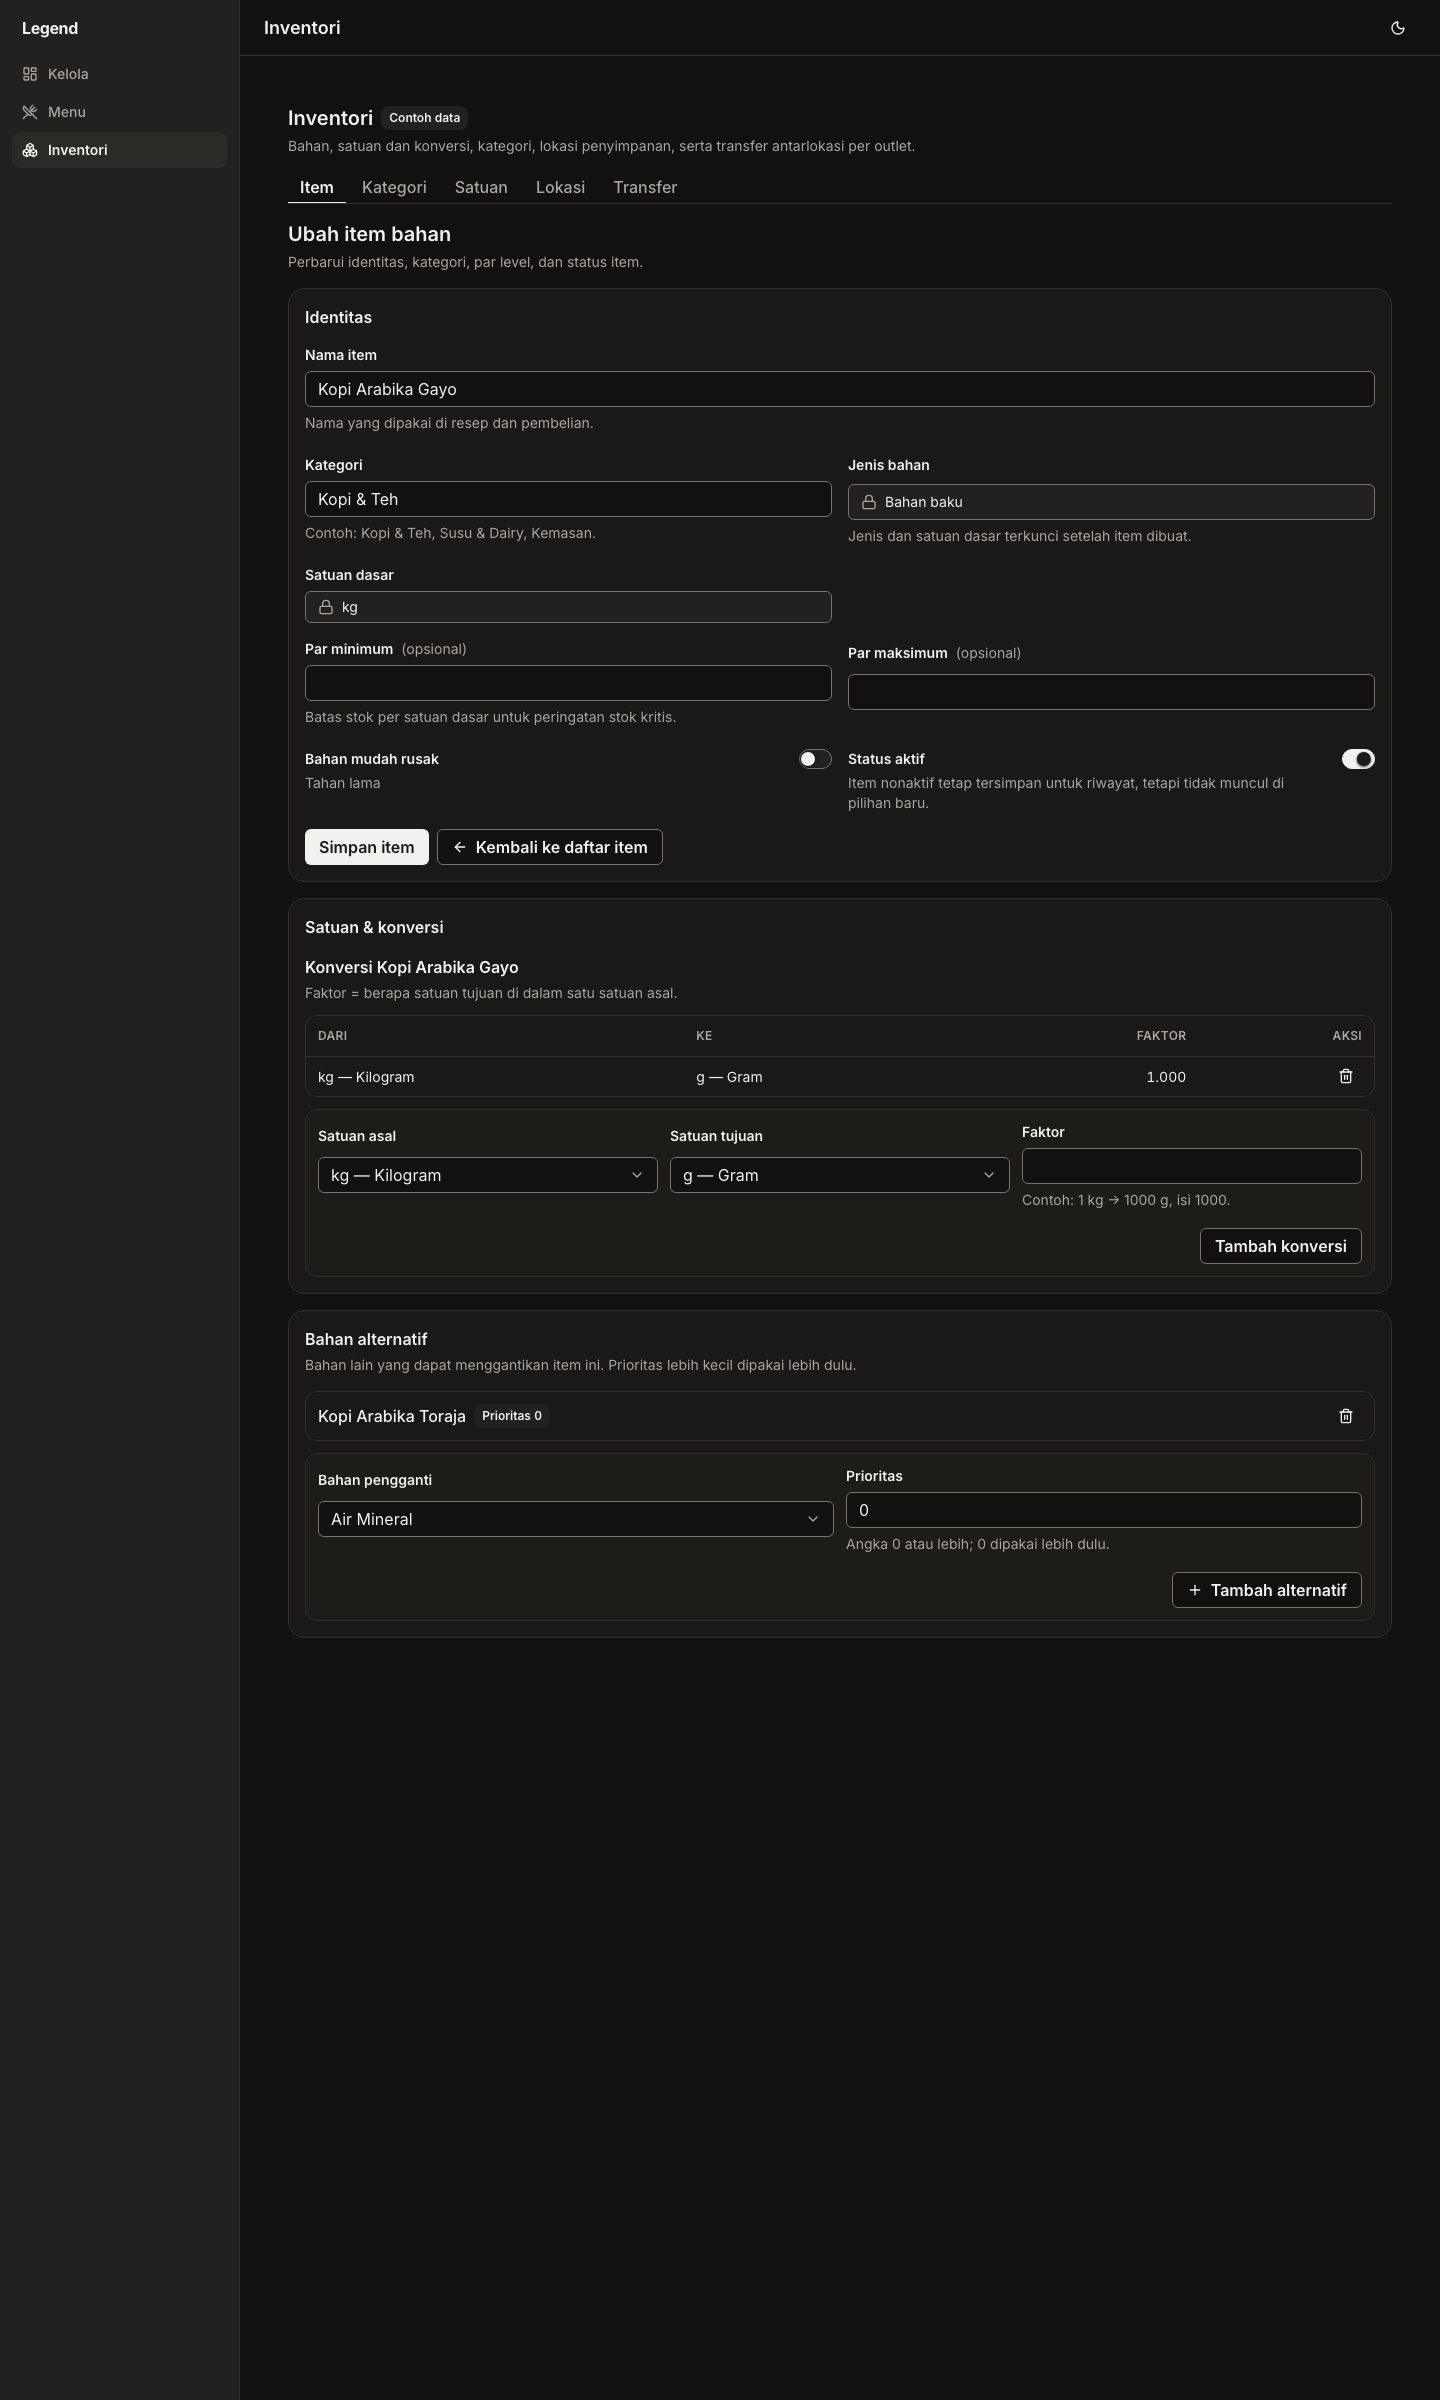 Legend
Kelola
Menu
Inventori
Inventori
Inventori Contoh data
Bahan, satuan dan konversi, kategori, lokasi penyimpanan, serta transfer antarlokasi per outlet.
Item Kategori Satuan Lokasi Transfer
Ubah item bahan
Perbarui identitas, kategori, par level, dan status item.
Identitas
Nama item
Kopi Arabika Gayo
Nama yang dipakai di resep dan pembelian.
Kategori
Kopi & Teh
Contoh: Kopi & Teh, Susu & Dairy, Kemasan.
Jenis bahan
Bahan baku
Jenis dan satuan dasar terkunci setelah item dibuat.
Satuan dasar
kg
Par minimum (opsional)
Batas stok per satuan dasar untuk peringatan stok kritis.
Par maksimum (opsional)
Bahan mudah rusak
Tahan lama
Status aktif
Item nonaktif tetap tersimpan untuk riwayat, tetapi tidak muncul di
pilihan baru.
Simpan item
Kembali ke daftar item
Satuan & konversi
Konversi Kopi Arabika Gayo
Faktor = berapa satuan tujuan di dalam satu satuan asal.
DARI KE FAKTOR AKSI
kg — Kilogram g — Gram 1.000
Satuan asal
kg — Kilogram
Satuan tujuan
g — Gram
Faktor
Contoh: 1 kg → 1000 g, isi 1000.
Tambah konversi
Bahan alternatif
Bahan lain yang dapat menggantikan item ini. Prioritas lebih kecil dipakai lebih dulu.
Kopi Arabika Toraja Prioritas 0
Bahan pengganti
Air Mineral
Prioritas
0
Angka 0 atau lebih; 0 dipakai lebih dulu.
Tambah alternatif